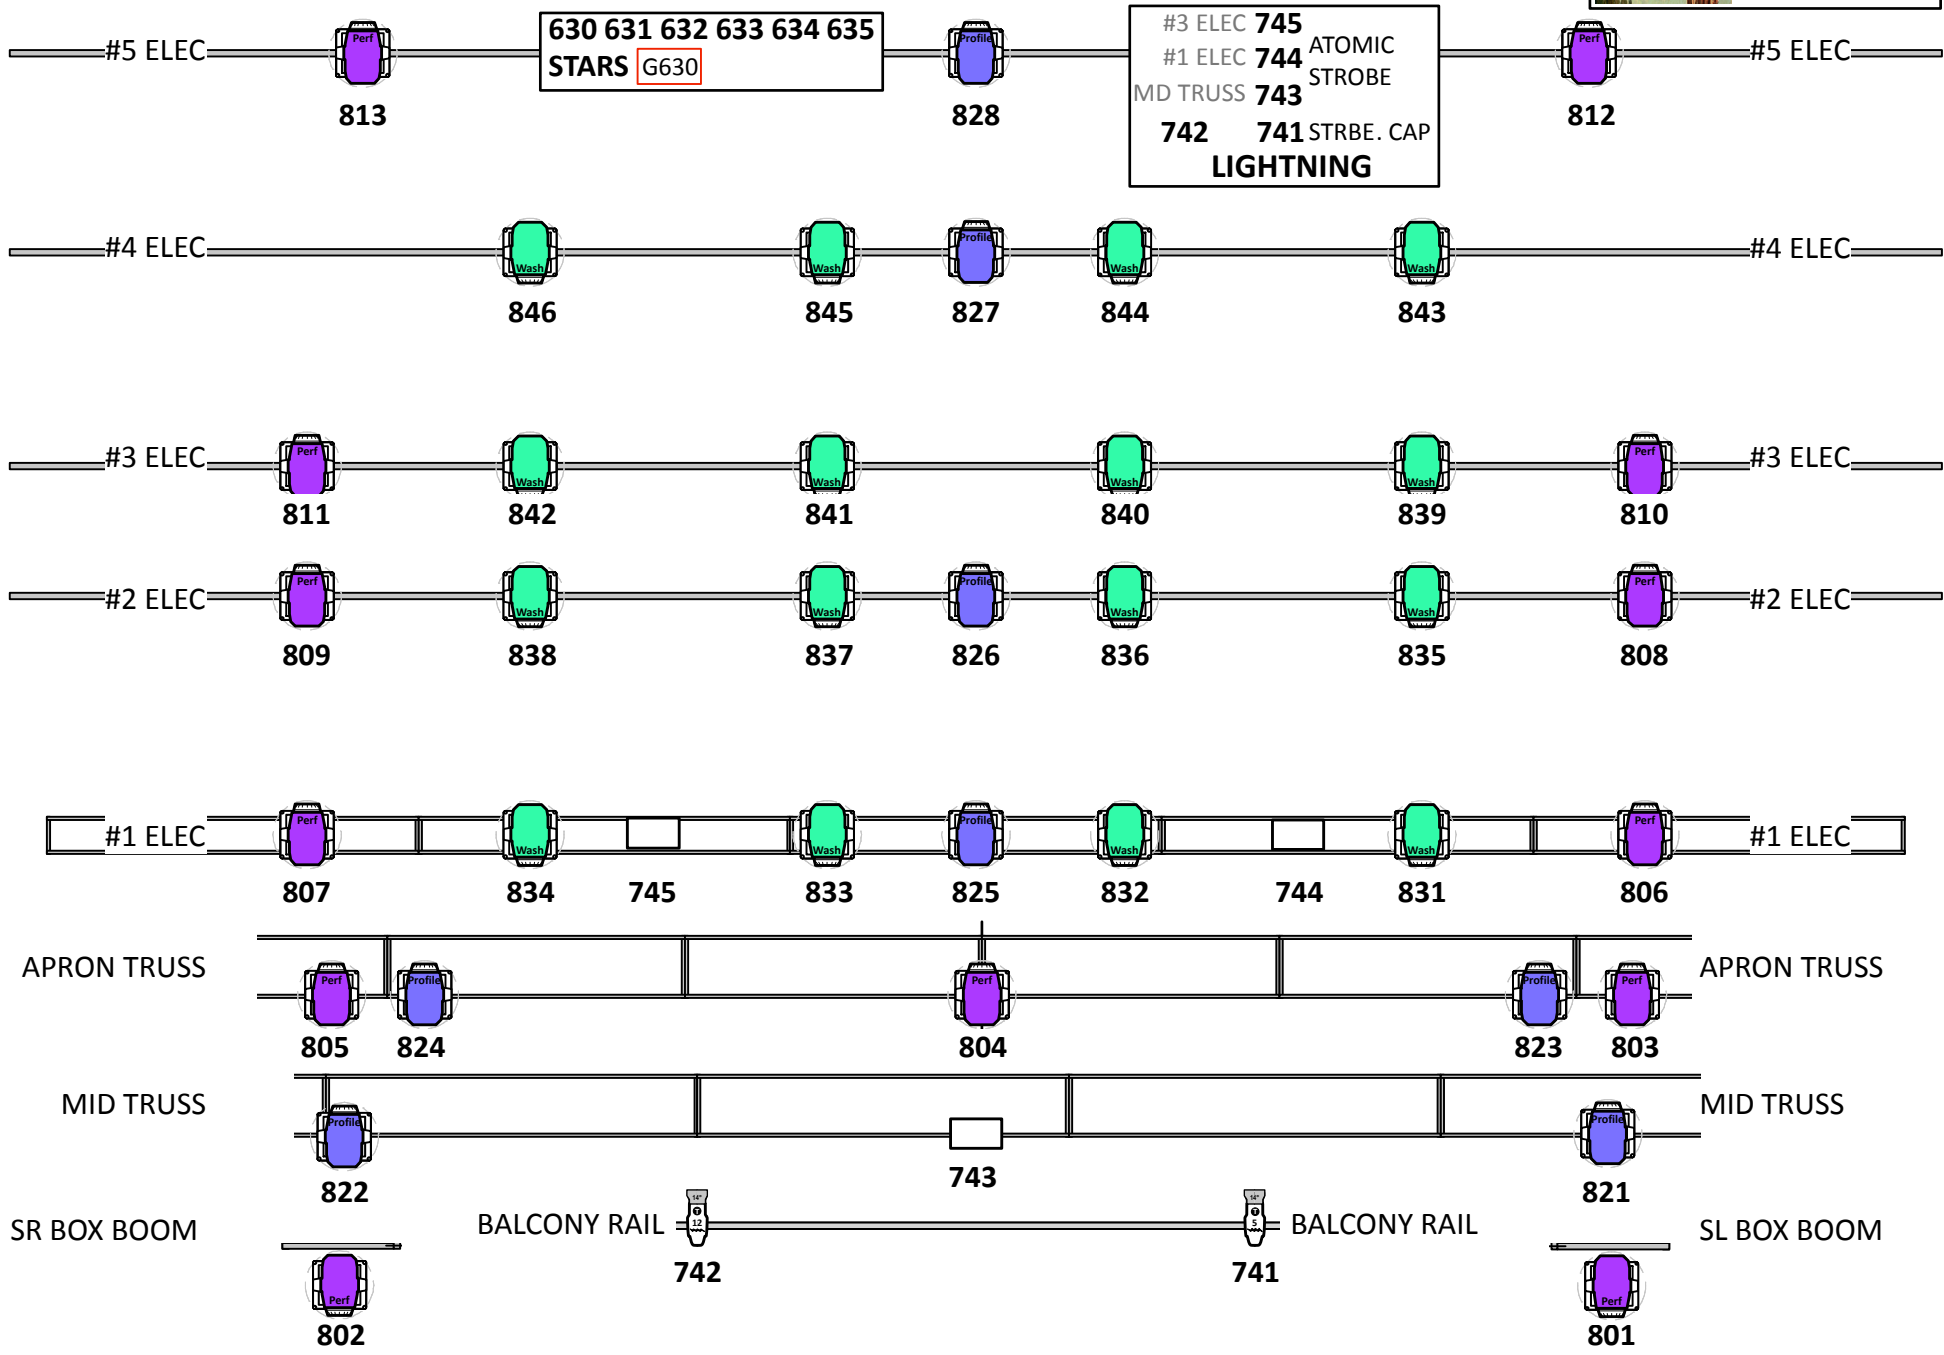 #5 ELEC Perf 630 631 632 633 634 635 Profile #3 ELEC 745 ATOMIC Perf #5 ELEC
STARS G630 #1 ELEC 744 STROBE
MD TRUSS 743
813 828 742 741 STRBE. CAP 812
LIGHTNING
#4 ELEC Wash Wash Profile Wash Wash #4 ELEC
846 845 827 844 843
#3 ELEC Perf Wash Wash Wash Wash Perf #3 ELEC
811 842 841 840 839 810
#2 ELEC Perf Wash Wash Profile Wash Wash Perf #2 ELEC
809 838 837 826 836 835 808
#1 ELEC Perf Wash Wash Profile Wash Wash Perf #1 ELEC
807 834 745 833 825 832 744 831 806
APRON TRUSS Perf Profile Perf Profile Perf APRON TRUSS
805 824 804 823 803
MID TRUSS Profile Profile MID TRUSS
822 743 821
SR BOX BOOM BALCONY RAIL 14" 12 14" 5 BALCONY RAIL SL BOX BOOM
742 741
Perf Perf
802 801